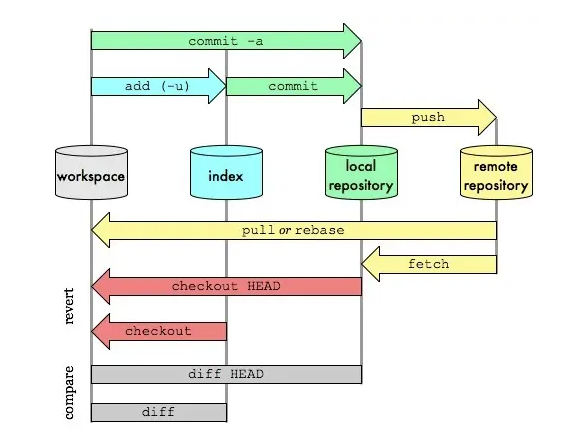 commit -a
add (-u)
commit
push
workspace
index
local
repository
remote
repository
pull or rebase
fetch
revert
checkout HEAD
checkout
compare
diff HEAD
diff